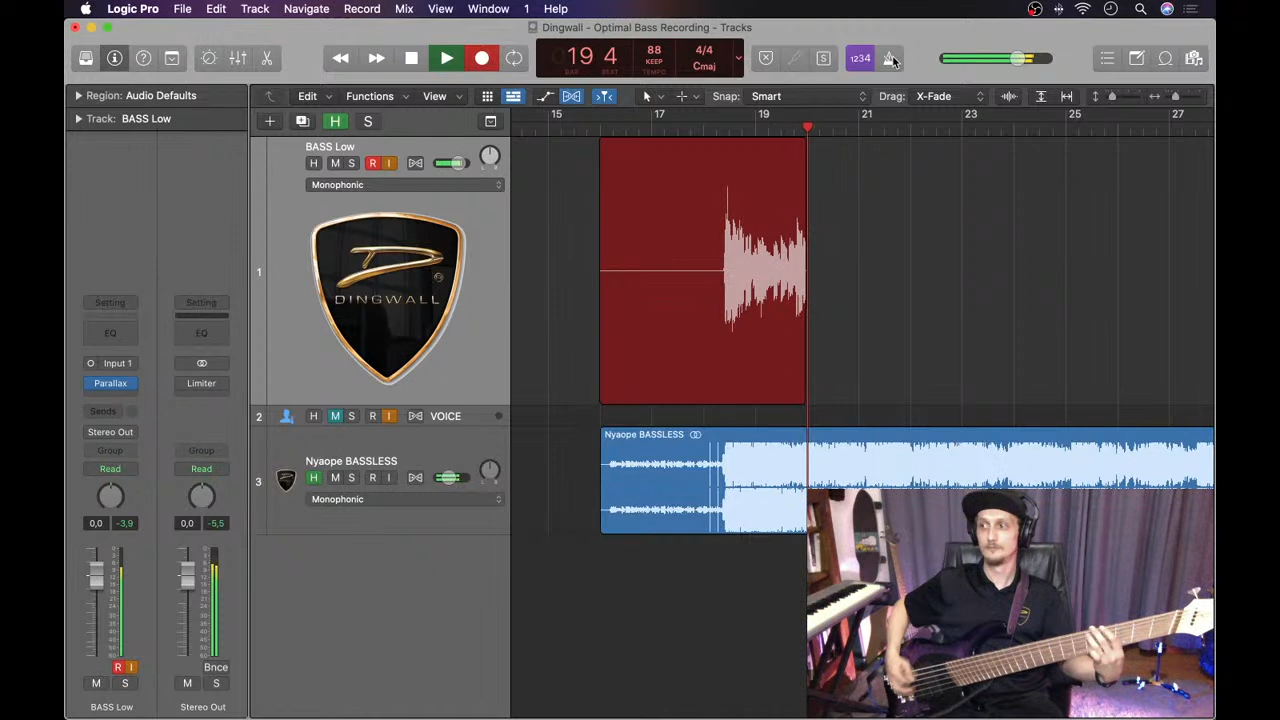 Logic Pro File Edit Track Navigate Record Mix View Window 1 Help
Dingwall - Optimal Bass Recording - Tracks
19 4 88 4/4
KEEP Cmaj
BAR BEAT TEMPO
S 1234
Region: Audio Defaults
Edit Functions View Snap: Smart Drag: X-Fade
Track: BASS Low
H S
15 17 19 21 23 25 27
BASS Low
H M S R I
Monophonic
1
DINGWALL
Setting Setting
EQ EQ
Input 1
Parallax Limiter
Sends
Stereo Out
Group Group
Read Read
0,0 -3,9 0,0 -5,5
2 H M S R I VOICE
Nyaope BASSLESS
Nyaope BASSLESS
3 H M S R I
Monophonic
R I Bnce
M S M S
BASS Low Stereo Out